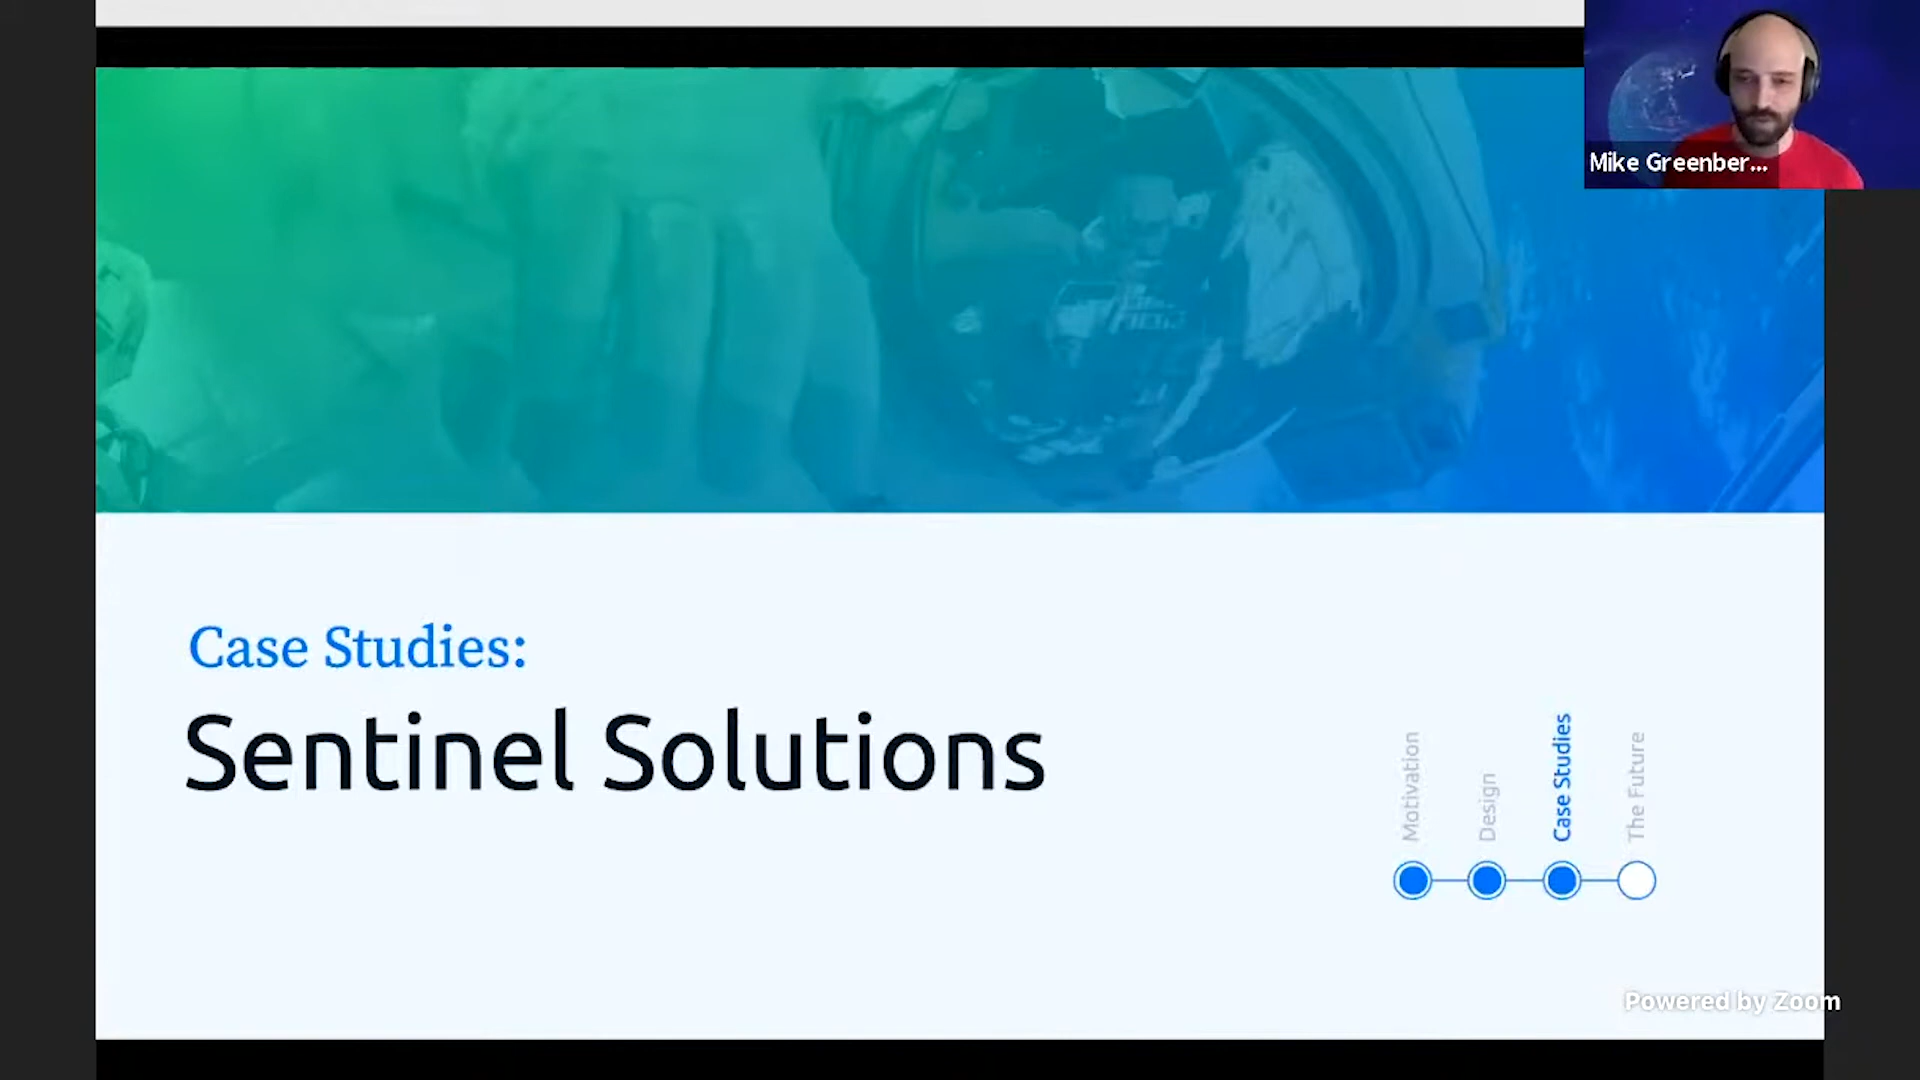 Mike Greenber...
Case Studies:
Sentinel Solutions
Motivation
Design
Case Studies
The Future
Powered by Zoom